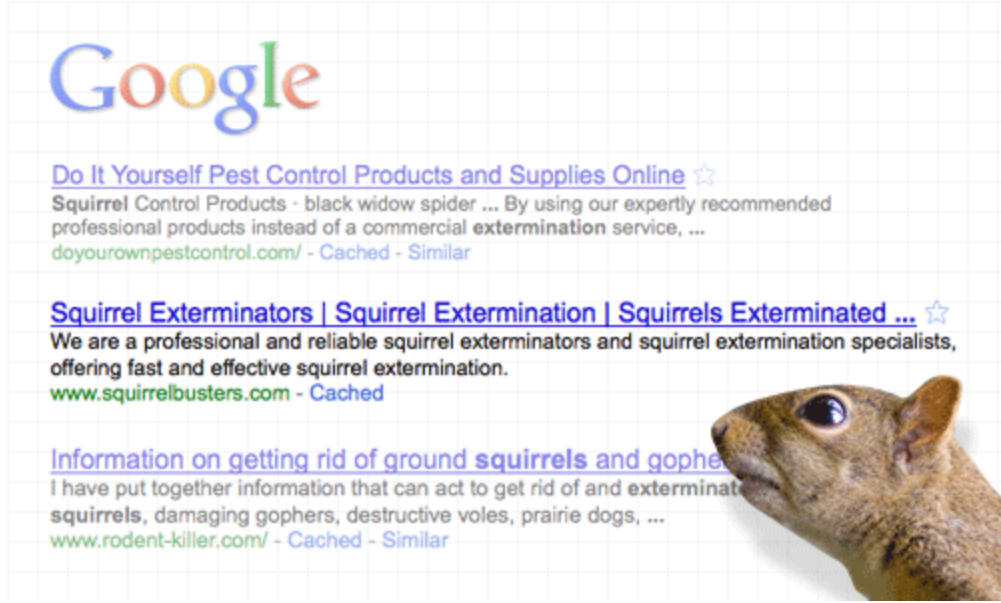 Google
Do It Yourself Pest Control Products and Supplies Online
Squirrel Control Products · black widow spider ... By using our expertly recommended
professional products instead of a commercial extermination service, ...
doyourownpestcontrol.com/ - Cached - Similar
Squirrel Exterminators | Squirrel Extermination | Squirrels Exterminated ...
We are a professional and reliable squirrel exterminators and squirrel extermination specialists,
offering fast and effective squirrel extermination.
www.squirrelbusters.com - Cached
Information on getting rid of ground squirrels and gophe
I have put together information that can act to get rid of and exterminat
squirrels, damaging gophers, destructive voles, prairie dogs, ...
www.rodent-killer.com/ - Cached - Similar